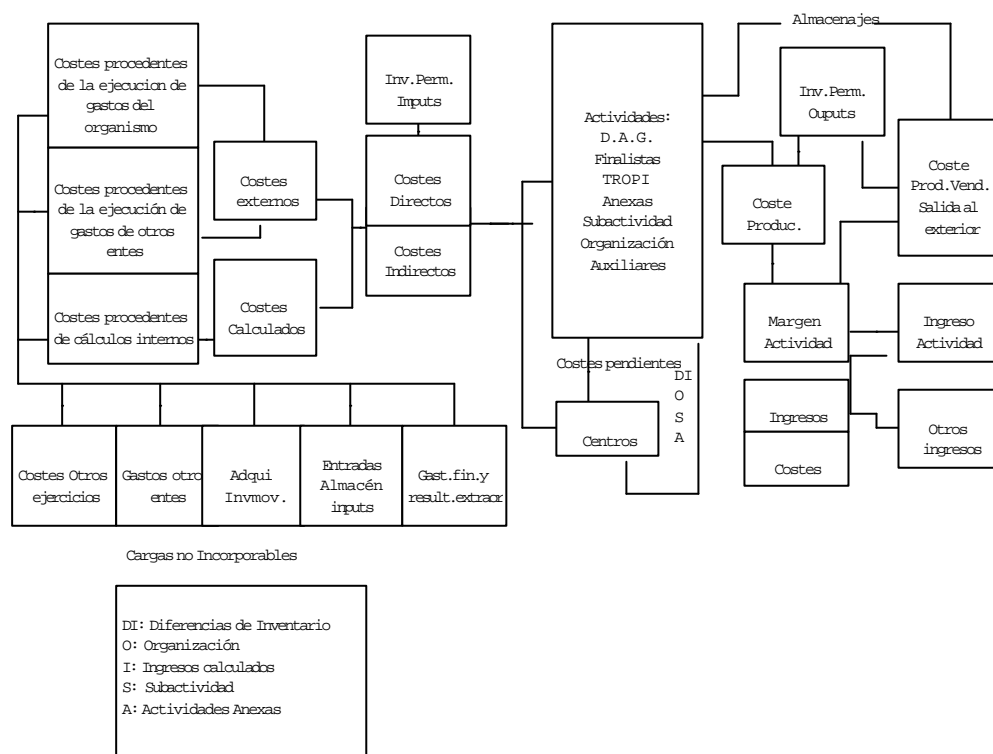 Almacenajes
Costes procedentes
de la ejecucion de
gastos del
organismo
Inv.Perm.
Imputs
Actividades:
D.A.G.
Finalistas
TROPI
Anexas
Subactividad
Organización
Auxiliares
Inv.Perm.
Ouputs
Costes procedentes
de la ejecución de
gastos de otros
entes
Costes
externos
Costes
Directos
Costes
Indirectos
Coste
Produc.
Coste
Prod.Vend.
Salida al
exterior
Costes procedentes
de cálculos internos
Costes
Calculados
Margen
Actividad
Ingreso
Actividad
Costes pendientes
DI
O
S
A
Centros
Ingresos
Costes
Otros
ingresos
Costes Otros
ejercicios
Gastos otro
entes
Adqui
Invmov.
Entradas
Almacén
inputs
Gast.fin.y
result.extraor
Cargas no Incorporables
DI: Diferencias de Inventario
O: Organización
I: Ingresos calculados
S: Subactividad
A: Actividades Anexas